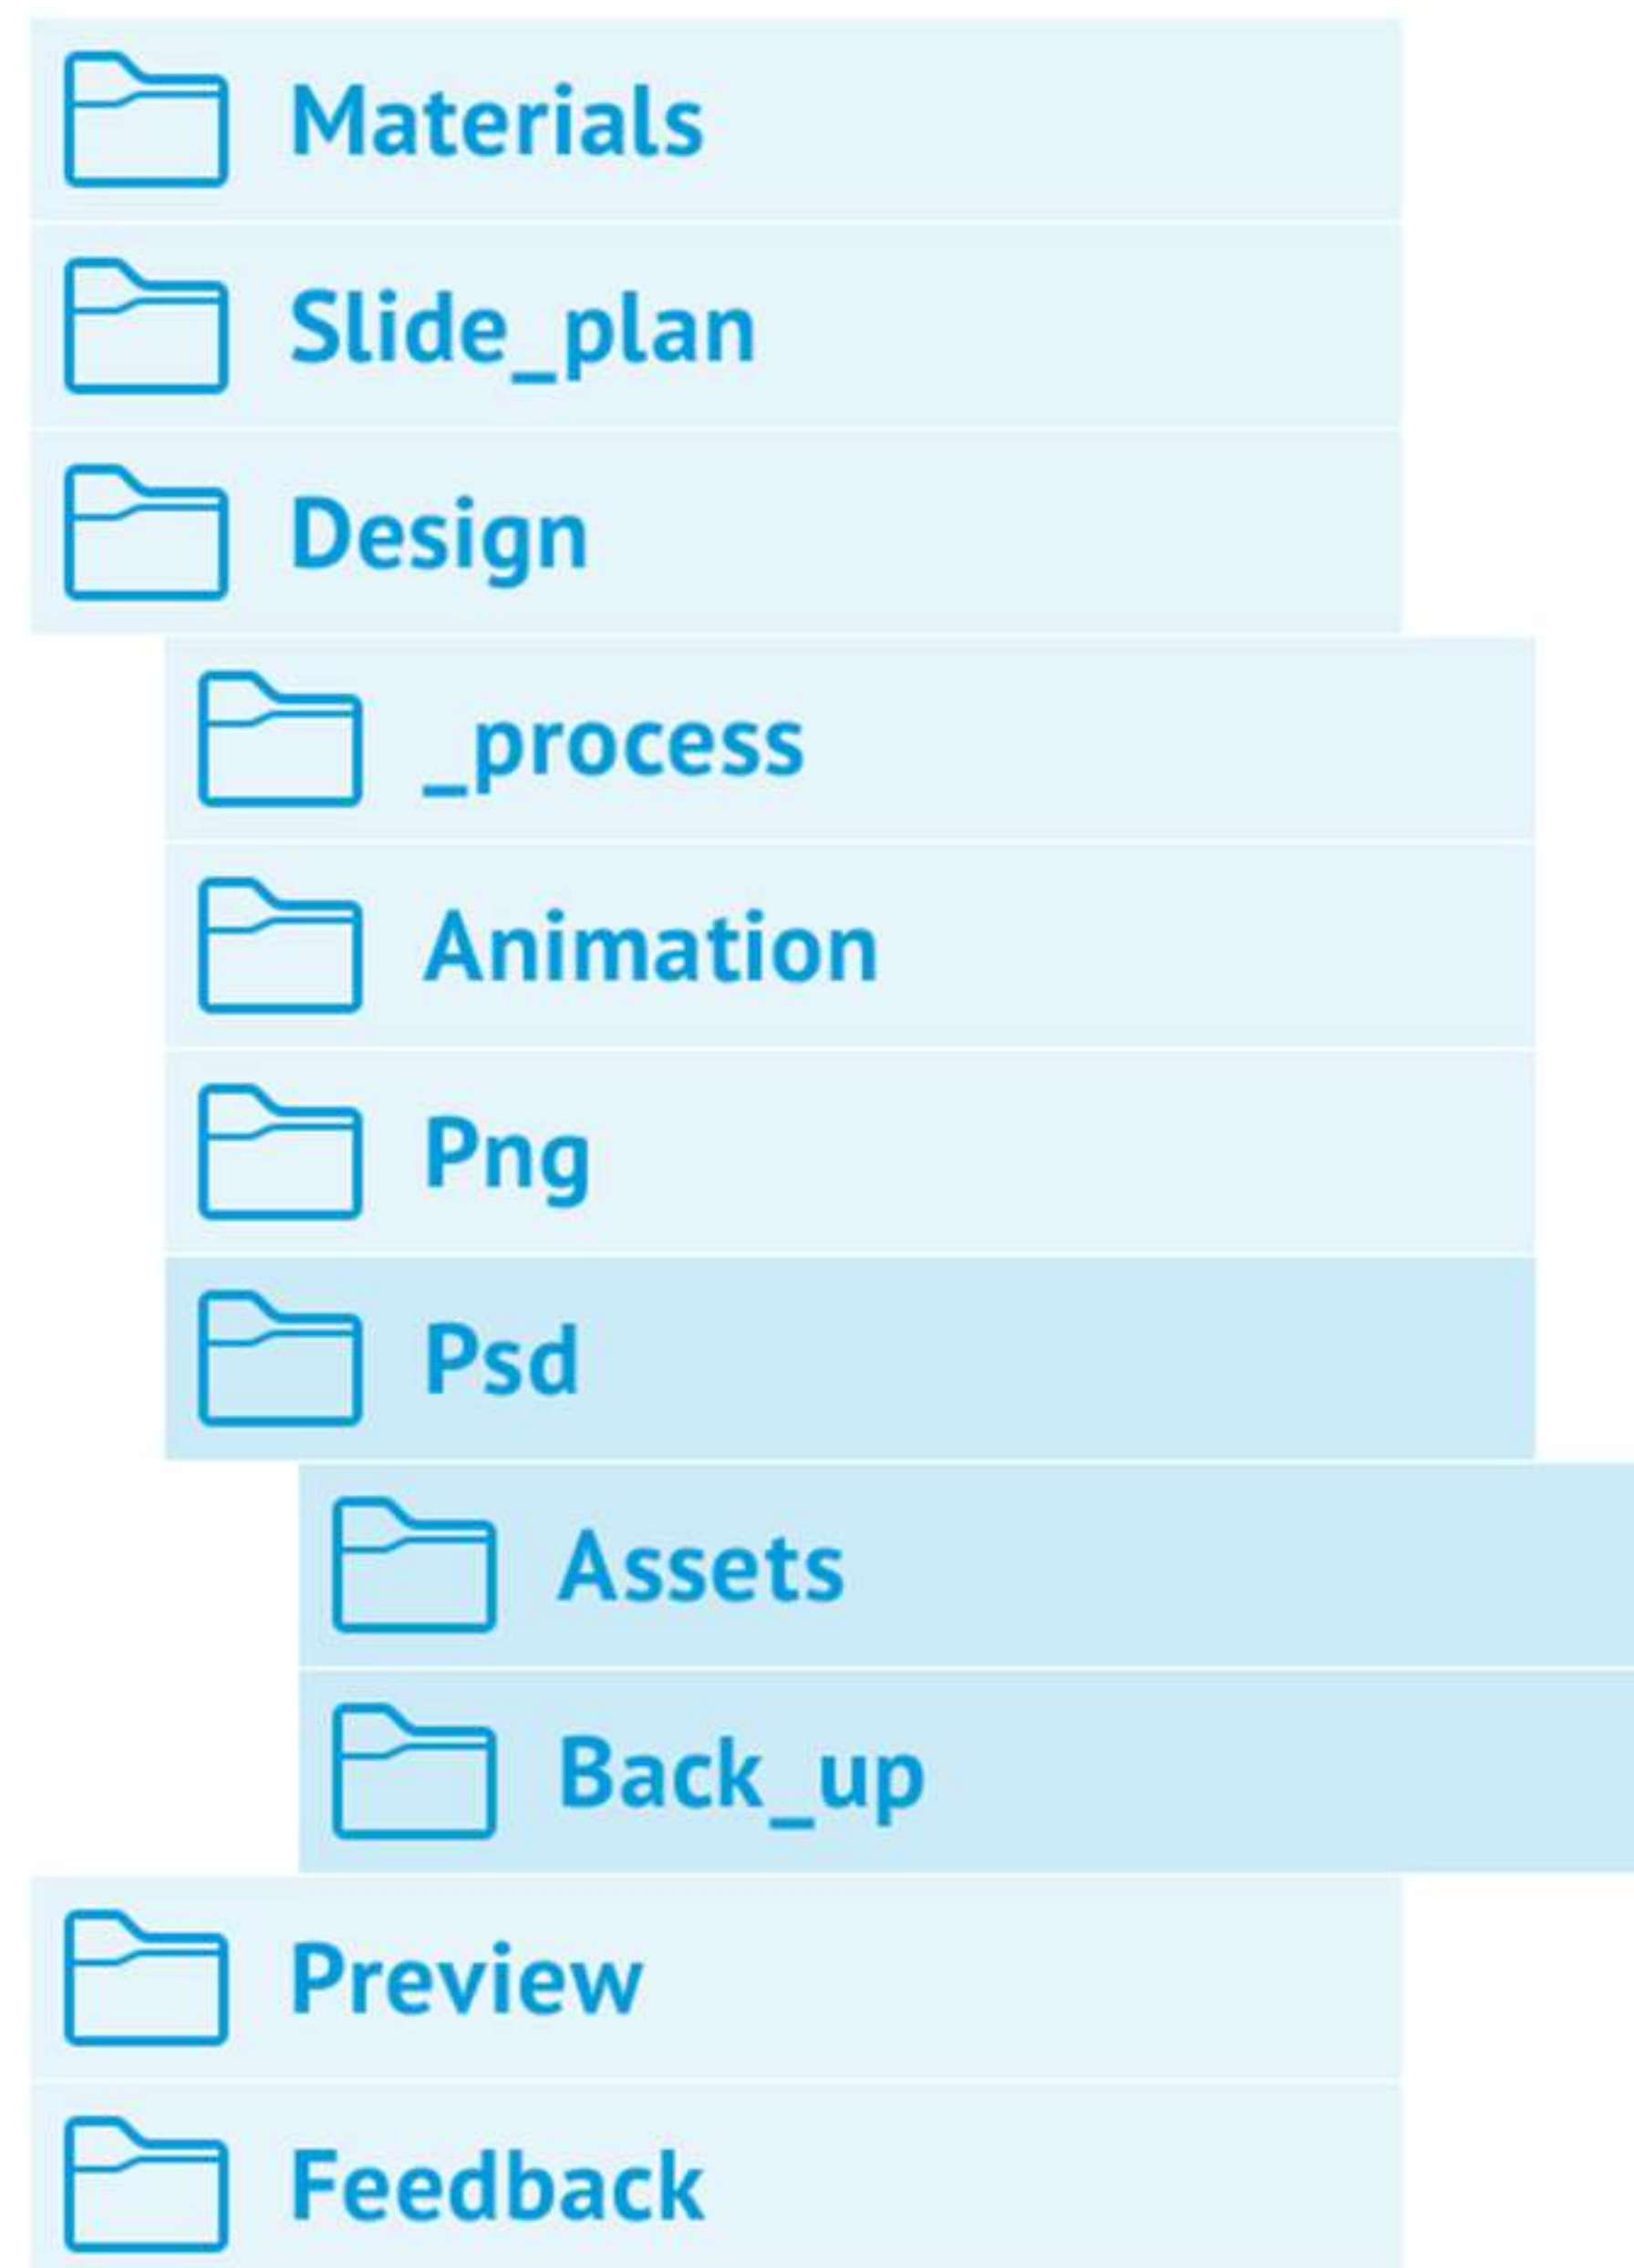 Materials
Slide_plan
Design
_process
Animation
Png
Psd
Assets
Back_up
Preview
Feedback